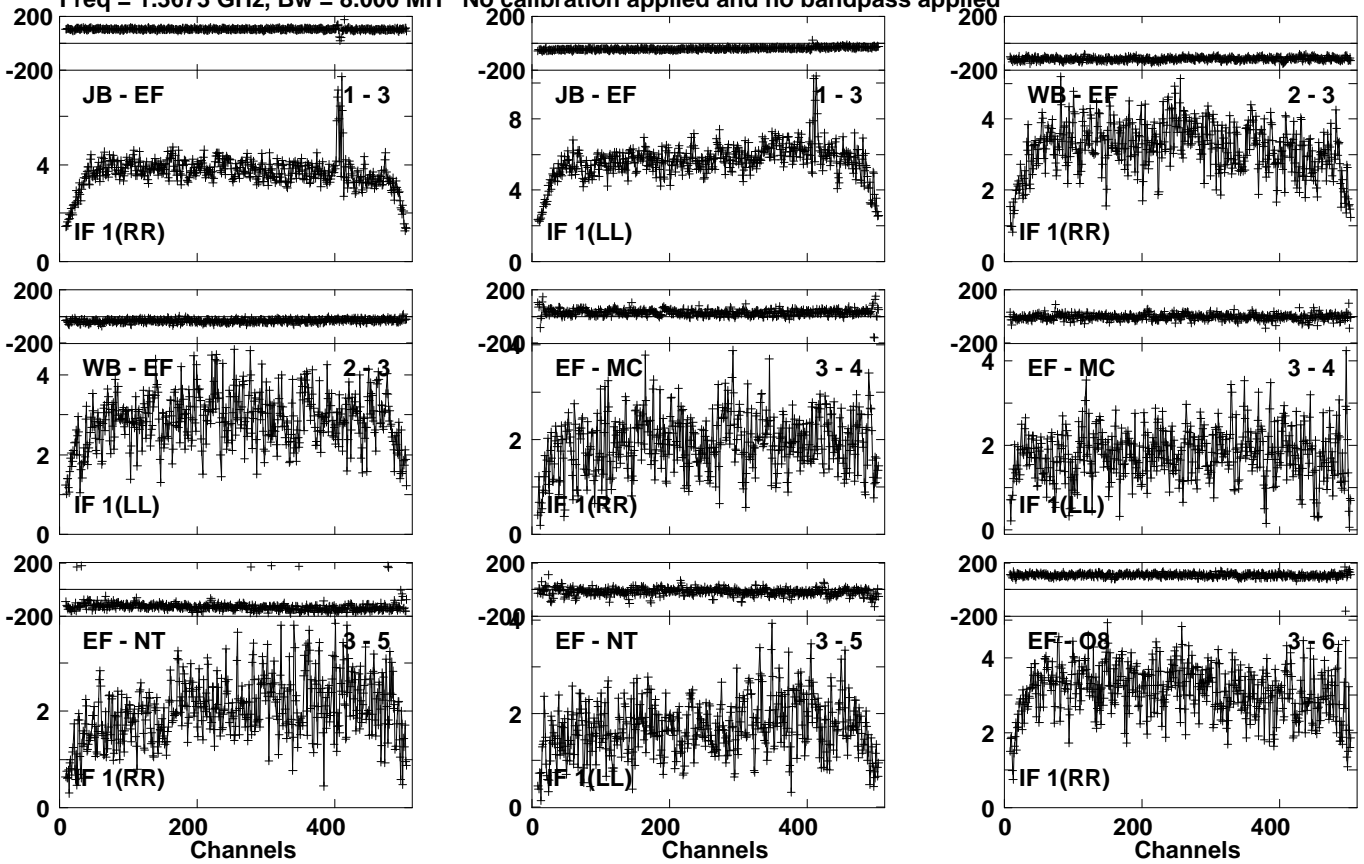 Freq = 1.3673 GHz, Bw = 8.000 MH No calibration applied and no bandpass applied
200
-200
JB - EF 1 - 3
4
0
IF 1(RR)
-200
JB - EF 1 - 3
8
4
0
IF 1(LL)
200
-200
WB - EF 2 - 3
4
2
0
IF 1(RR)
200
-200
WB - EF 2 - 3
4
2
0
IF 1(LL)
200
-200
4
EF - MC 3 - 4
2
0
IF 1(RR)
200
-200
4
EF - MC 3 - 4
2
0
IF 1(LL)
200
-200
EF - NT 3 - 5
2
0
IF 1(RR)
0 200 400
Channels
200
-200
4
EF - NT 3 - 5
2
0
IF 1(LL)
0 200 400
Channels
200
-200
EF - O8 3 - 6
4
2
0
IF 1(RR)
0 200 400
Channels